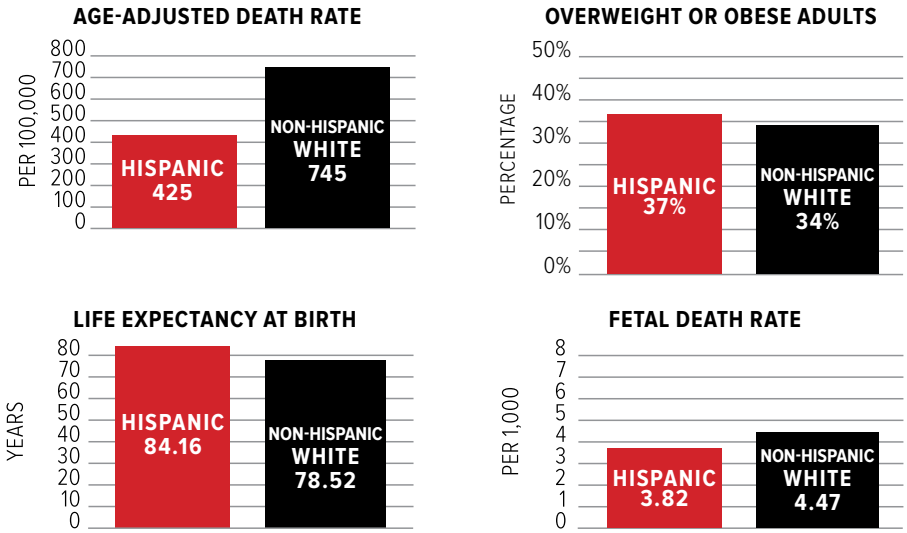 AGE-ADJUSTED DEATH RATE
PER 100,000
800
700
600
500
400
300
200
100
0
HISPANIC
425
NON-HISPANIC
WHITE
745
OVERWEIGHT OR OBESE ADULTS
PERCENTAGE
50%
40%
30%
20%
10%
0%
HISPANIC
37%
NON-HISPANIC
WHITE
34%
LIFE EXPECTANCY AT BIRTH
YEARS
80
70
60
50
40
30
20
10
0
HISPANIC
84.16
NON-HISPANIC
WHITE
78.52
FETAL DEATH RATE
PER 1,000
8
7
6
5
4
3
2
1
0
HISPANIC
3.82
NON-HISPANIC
WHITE
4.47